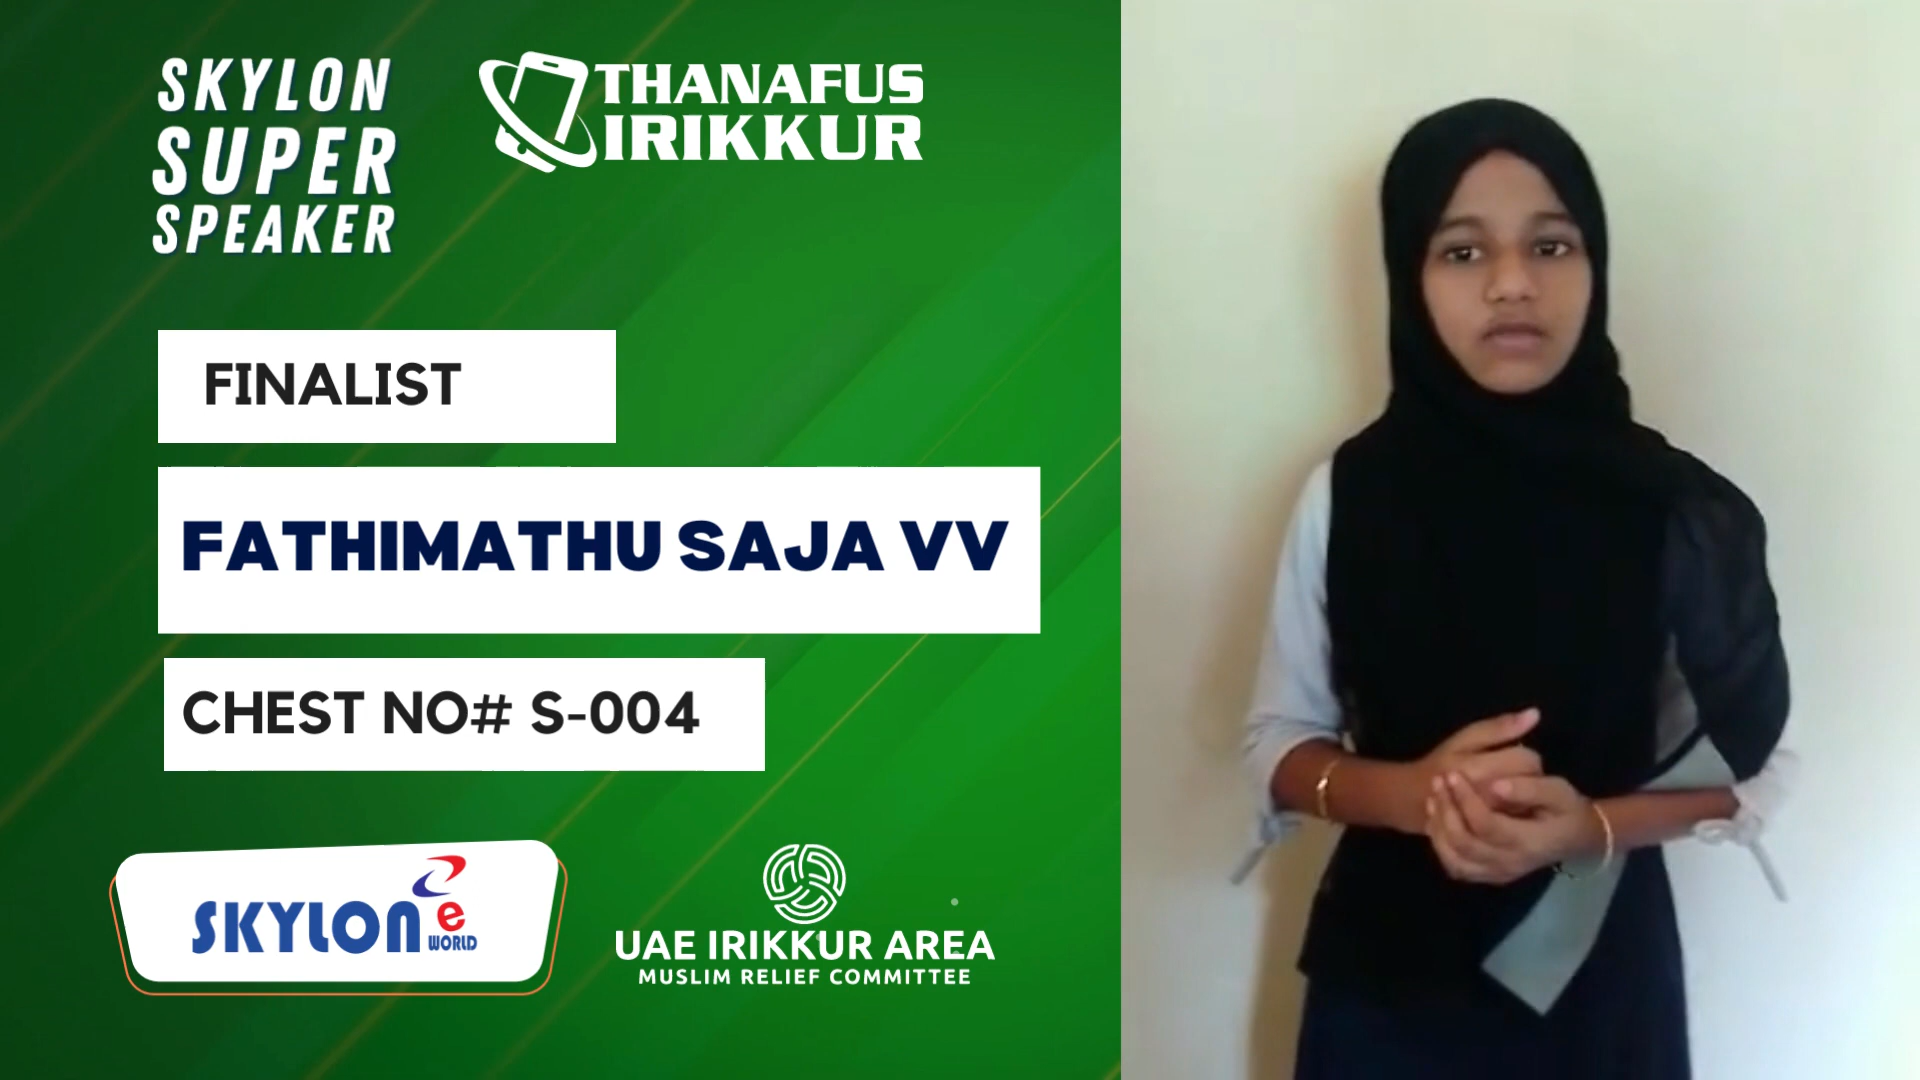 SKYLON
SUPER
SPEAKER
THANAFUS
IRIKKUR
FINALIST
FATHIMATHU SAJA VV
CHEST NO# S-004
SKYLON e
WORLD
UAE IRIKKUR AREA
MUSLIM RELIEF COMMITTEE